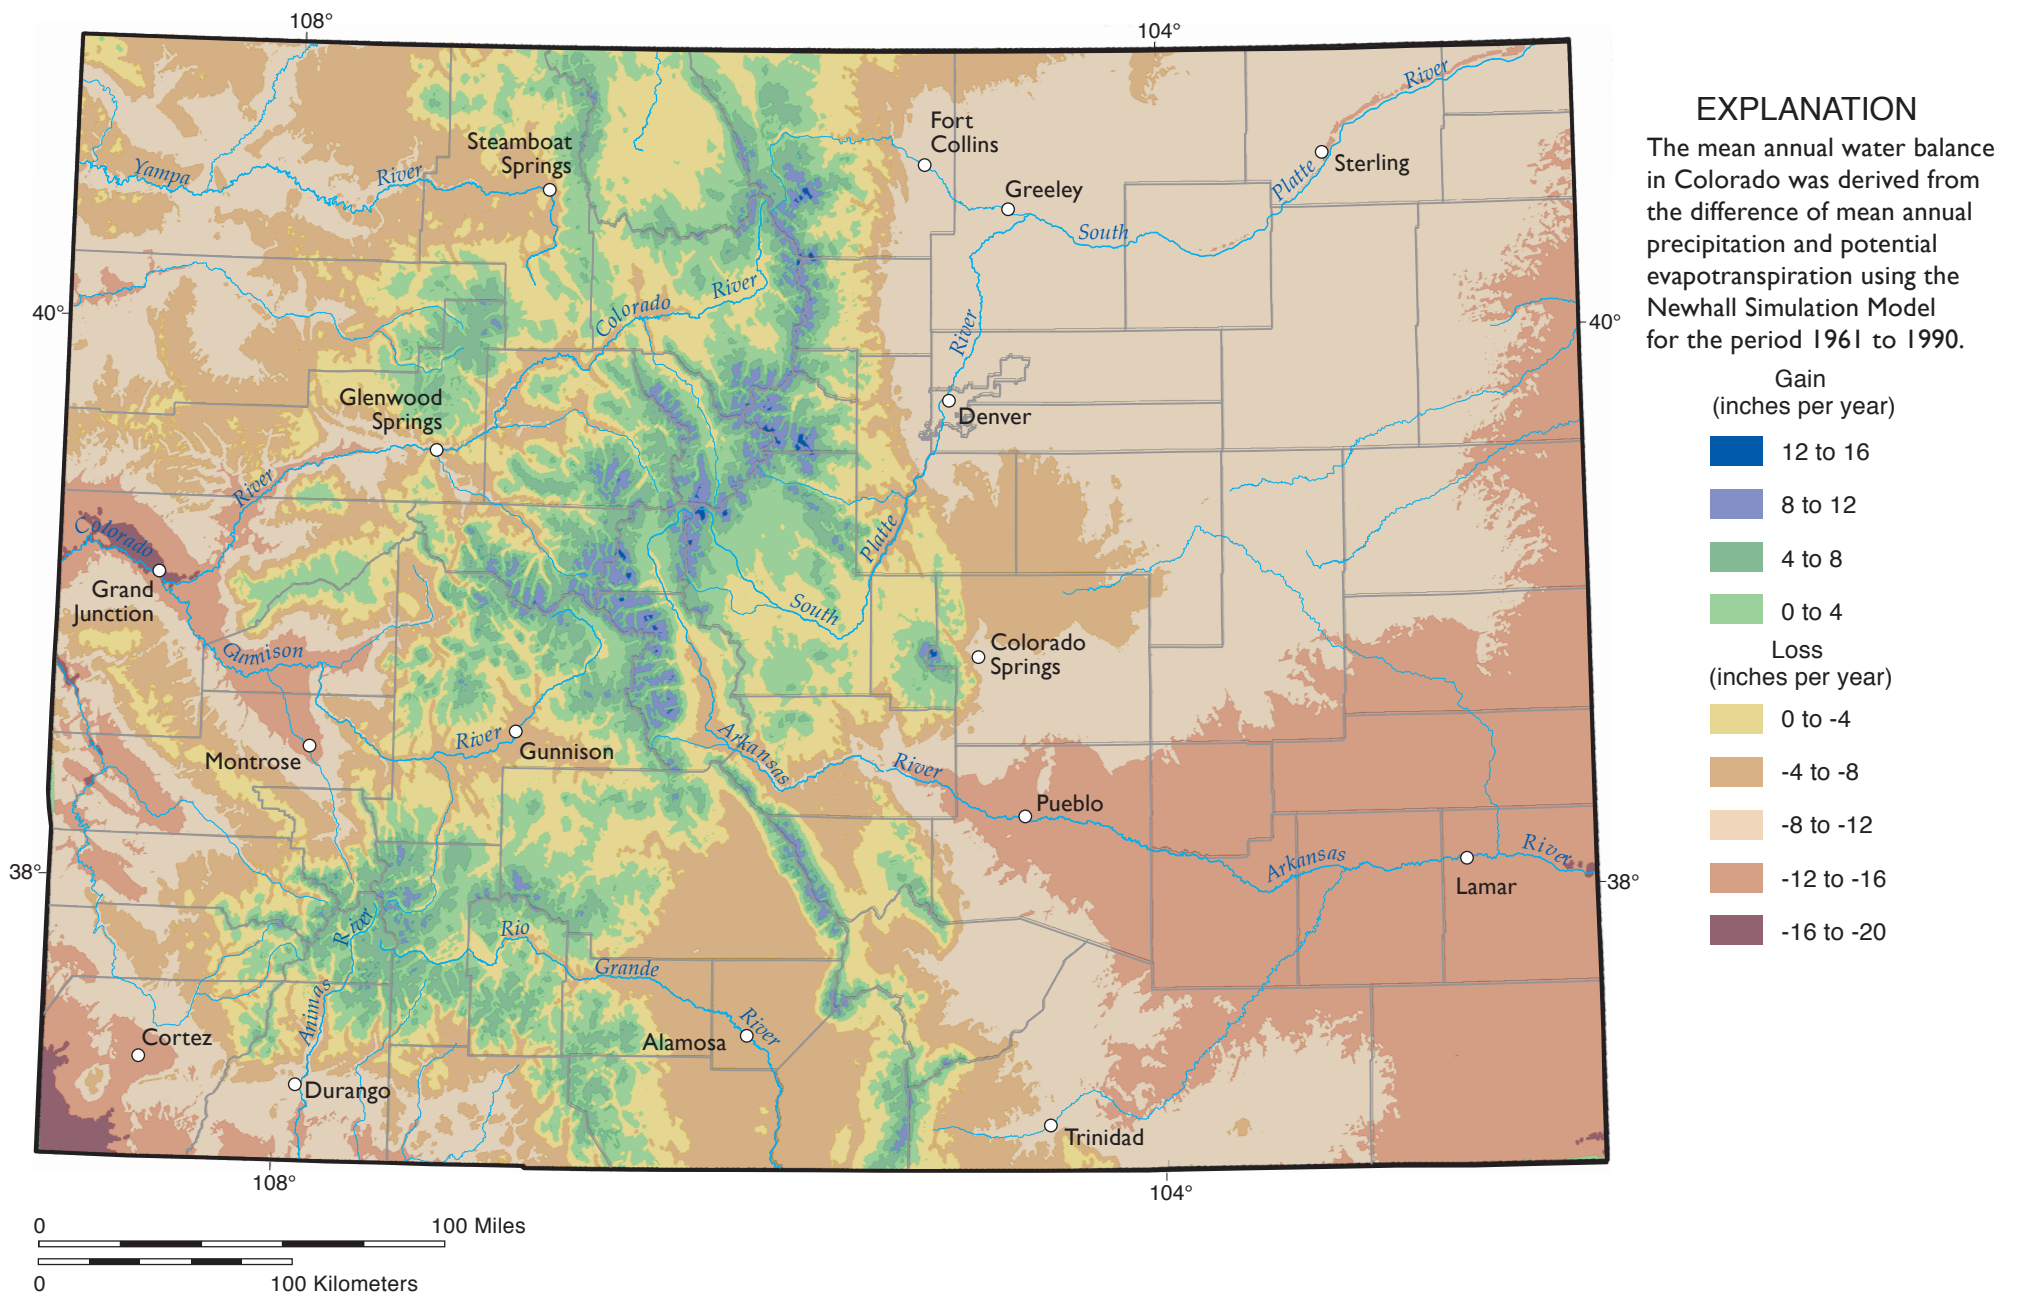 108°
104°
Fort
Collins
Steamboat
Springs
River
Sterling
Platte
Yampa
River
Greeley
South
40°
40°
Colorado
River
River
Glenwood
Springs
Denver
River
Colorado
Platte
Grand
Junction
South
Gunnison
Colorado
Springs
Montrose
River
Gunnison
Arkansas
River
Pueblo
Arkansas
River
Lamar
38°
38°
River
Rio
Grande
River
Animas
Alamosa
Cortez
Durango
Trinidad
108°
104°
0
100 Miles
0
100 Kilometers
EXPLANATION
The mean annual water balance
in Colorado was derived from
the difference of mean annual
precipitation and potential
evapotranspiration using the
Newhall Simulation Model
for the period 1961 to 1990.
Gain
(inches per year)
12 to 16
8 to 12
4 to 8
0 to 4
Loss
(inches per year)
0 to -4
-4 to -8
-8 to -12
-12 to -16
-16 to -20